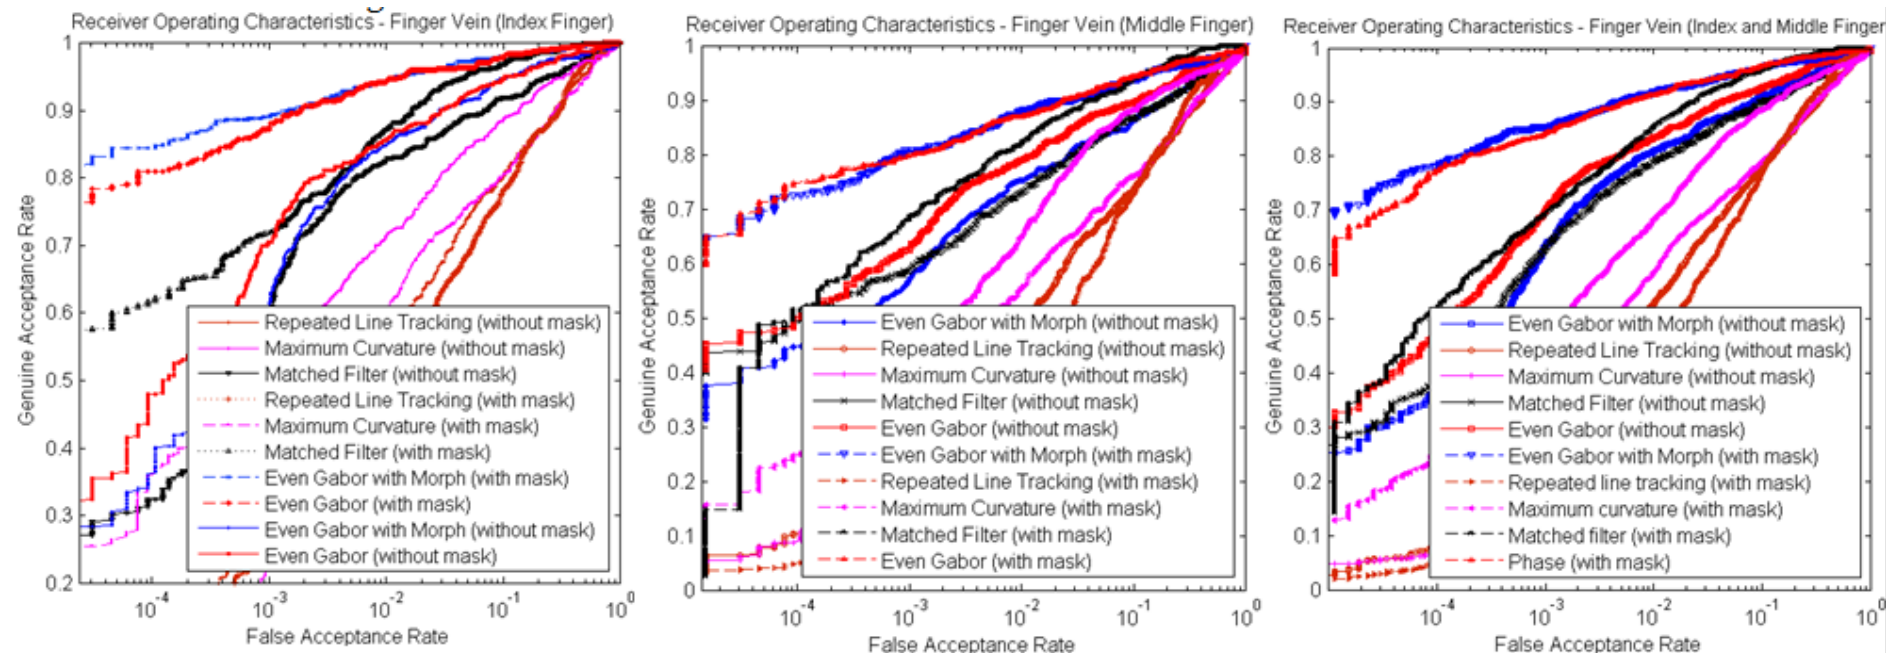 Receiver Operating Characteristics - Finger Vein (Index Finger)
1
0.9
0.8
0.7
0.6
0.5
0.4
0.3
0.2
Genuine Acceptance Rate
Repeated Line Tracking (without mask)
Maximum Curvature (without mask)
Matched Filter (without mask)
Repeated Line Tracking (with mask)
Maximum Curvature (with mask)
Matched Filter (with mask)
Even Gabor with Morph (with mask)
Even Gabor (with mask)
Even Gabor with Morph (without mask)
Even Gabor (without mask)
10-4 10-3 10-2 10-1 100
False Acceptance Rate
Receiver Operating Characteristics - Finger Vein (Middle Finger)
1
0.9
0.8
0.7
0.6
0.5
0.4
0.3
0.2
0.1
0
Genuine Acceptance Rate
Even Gabor with Morph (without mask)
Repeated Line Tracking (without mask)
Maximum Curvature (without mask)
Matched Filter (without mask)
Even Gabor (without mask)
Even Gabor with Morph (with mask)
Repeated Line Tracking (with mask)
Maximum Curvature (with mask)
Matched Filter (with mask)
Even Gabor (with mask)
10-4 10-3 10-2 10-1 100
False Acceptance Rate
Receiver Operating Characteristics - Finger Vein (Index and Middle Finger
1
0.9
0.8
0.7
0.6
0.5
0.4
0.3
0.2
0.1
0
Genuine Acceptance Rate
Even Gabor with Morph (without mask)
Repeated Line Tracking (without mask)
Maximum Curvature (without mask)
Matched Filter (without mask)
Even Gabor (without mask)
Even Gabor with Morph (with mask)
Repeated line tracking (with mask)
Maximum curvature (with mask)
Matched filter (with mask)
Phase (with mask)
10-4 10-3 10-2 10-1 100
False Acceptance Rate